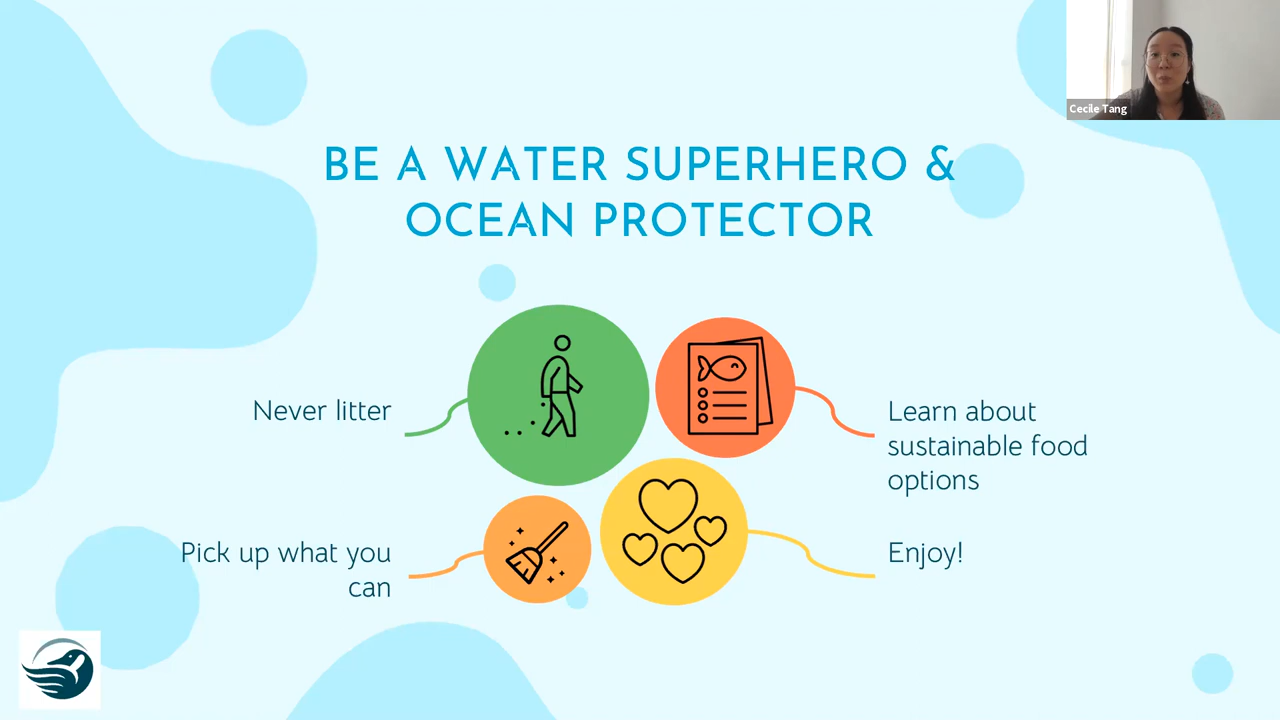 Cecile Tang
BE A WATER SUPERHERO &
OCEAN PROTECTOR
Never litter
Learn about
sustainable food
options
Pick up what you
can
Enjoy!